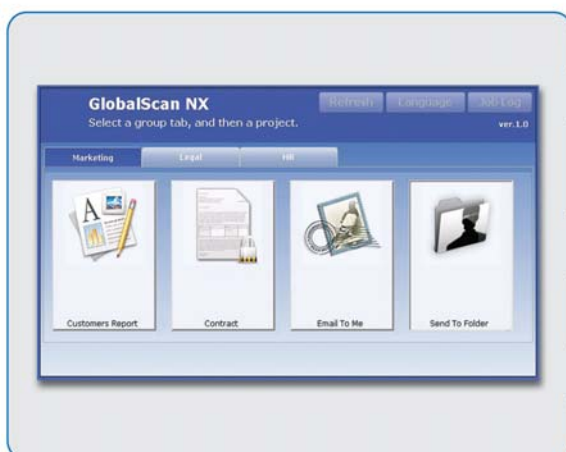 GlobalScan NX
Refresh Language Job Log
Select a group tab, and then a project.
ver.1.0
Marketing Legal HR
A
Customers Report Contract Email To Me Send To Folder